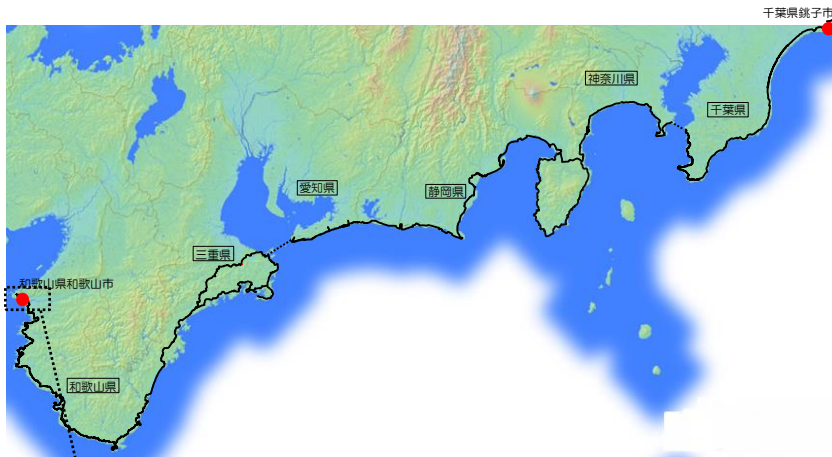 千葉県銚子市
神奈川県
千葉県
愛知県
静岡県
三重県
和歌山県和歌山市
和歌山県